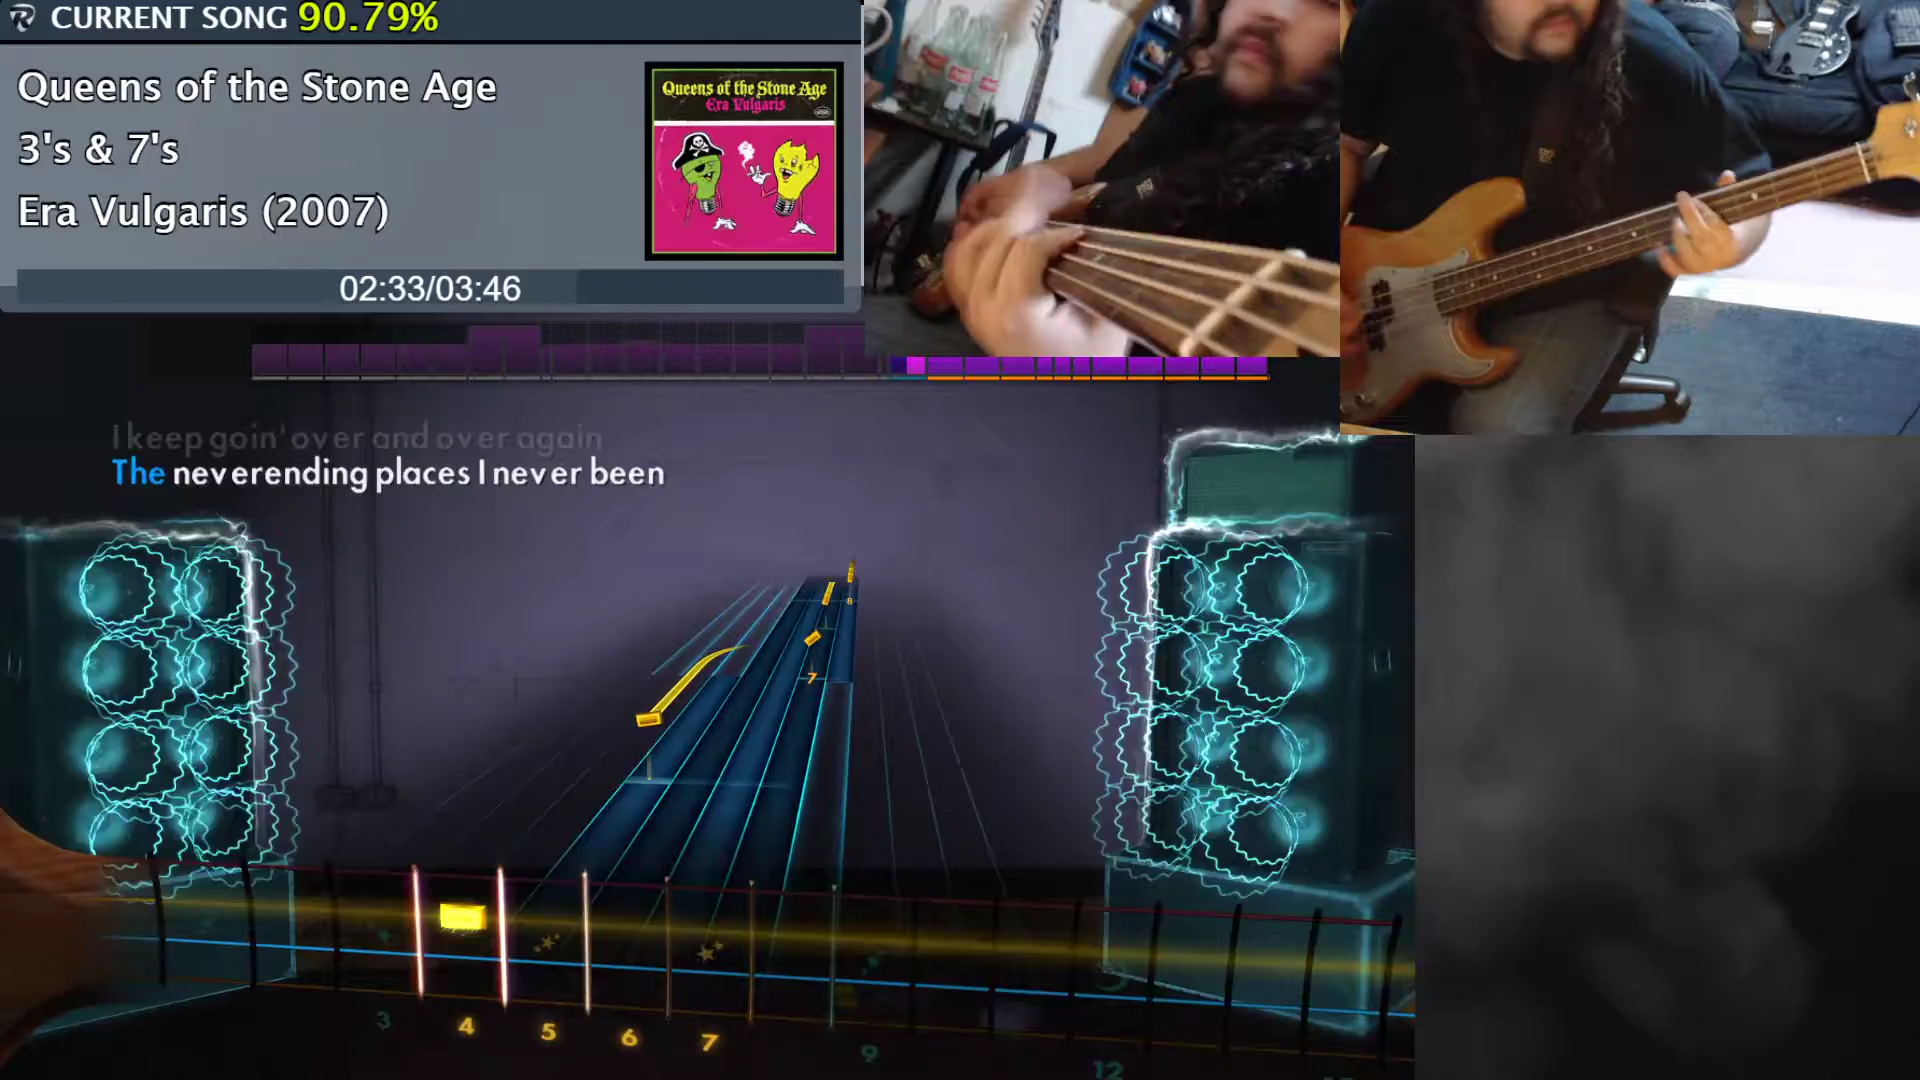 CURRENT SONG 90.79%
Queens of the Stone Age
3's & 7's
Era Vulgaris (2007)
Queens of the Stone Age
Era Vulgaris
02:33/03:46
I keep goin' over and over again
The neverending places I never been
8
7
3 4 5 6 7 9 12